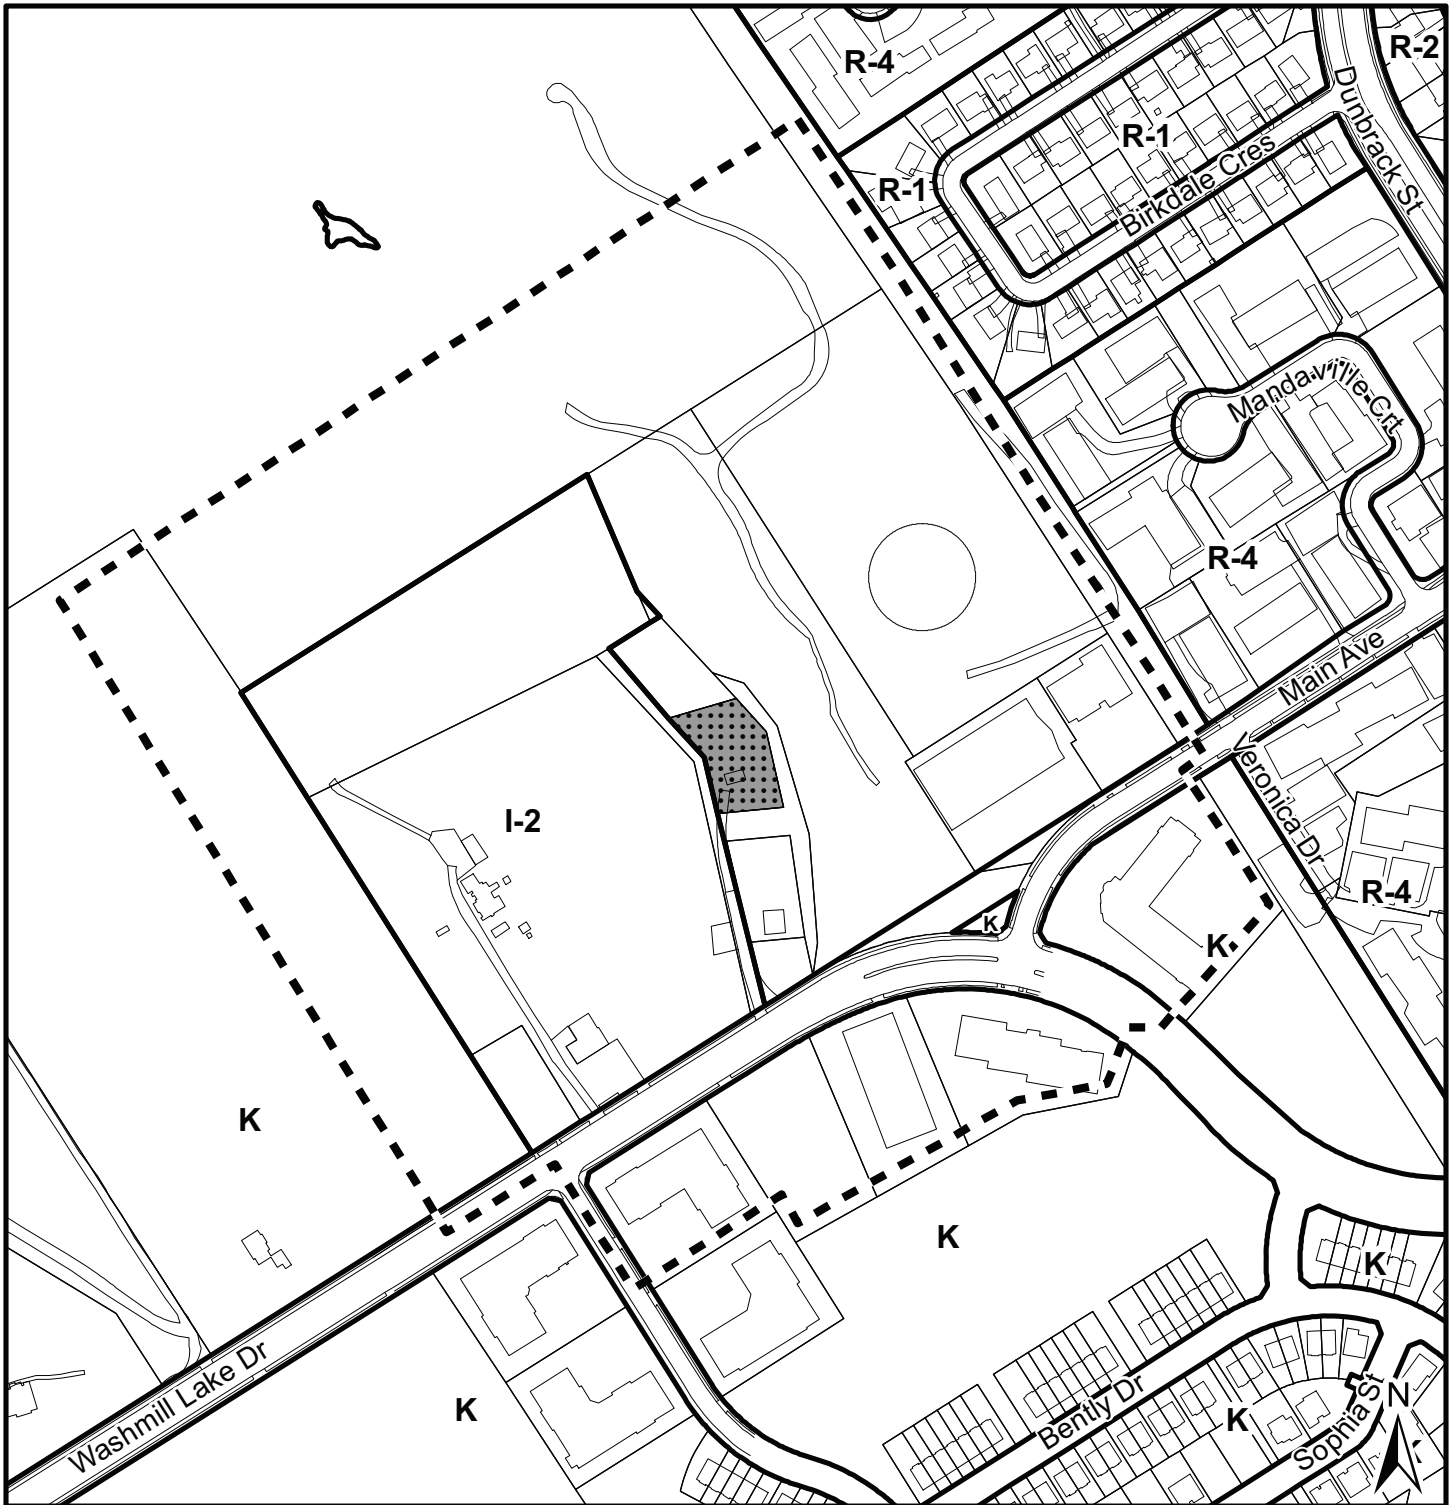 R-4
R-2
Dunbrack St
R-1
R-1
Birkdale Cres
Mandaville Crt
R-4
Main Ave
Veronica Dr
I-2
R-4
K
K
K
K
K
Washmill Lake Dr
K
Bently Dr
K
Sophia St
N